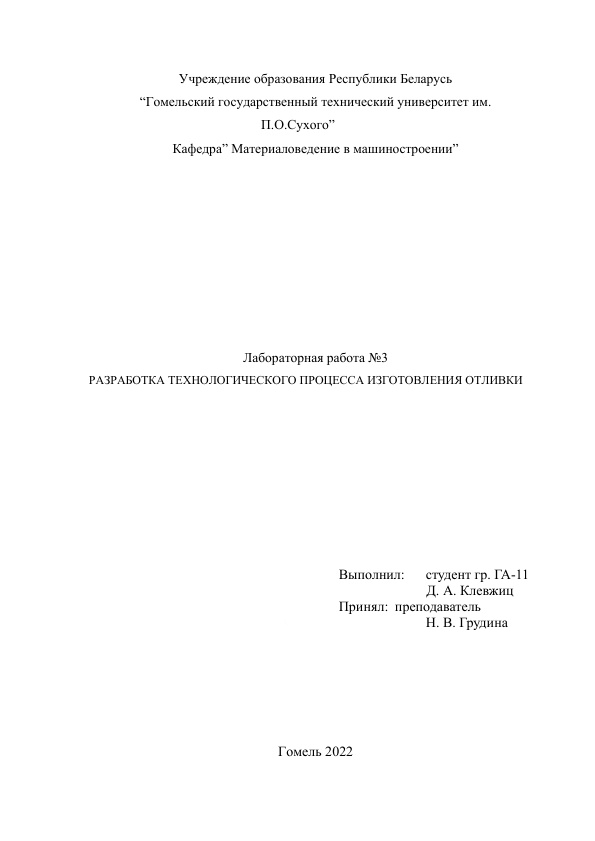 Учреждение образования Республики Беларусь
“Гомельский государственный технический университет им.
П.О.Сухого”
Кафедра” Материаловедение в машиностроении”
Лабораторная работа №3
РАЗРАБОТКА ТЕХНОЛОГИЧЕСКОГО ПРОЦЕССА ИЗГОТОВЛЕНИЯ ОТЛИВКИ
Выполнил: студент гр. ГА-11
Д. А. Клевжиц
Принял: преподаватель
Н. В. Грудина
Гомель 2022